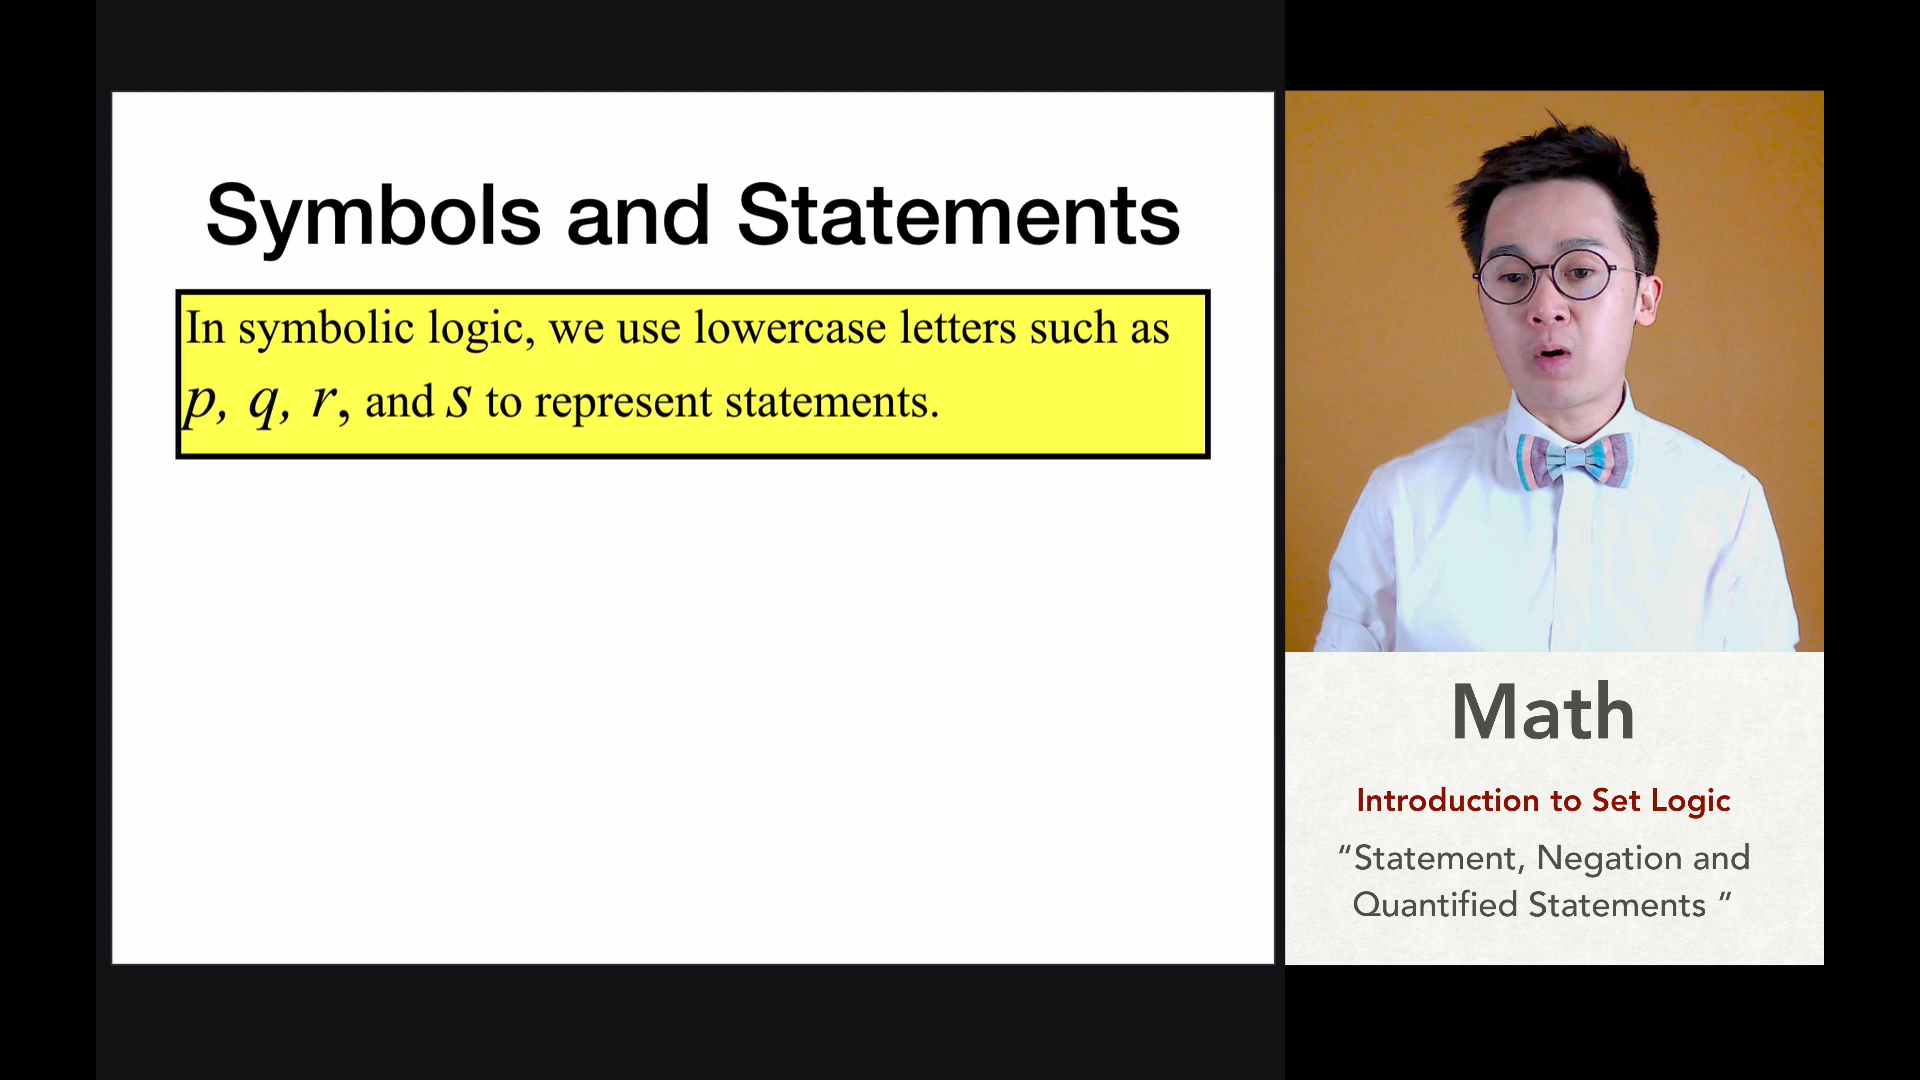 Symbols and Statements
In symbolic logic, we use lowercase letters such as
p, q, r, and s to represent statements.
Math
Introduction to Set Logic
“Statement, Negation and
Quantified Statements ”